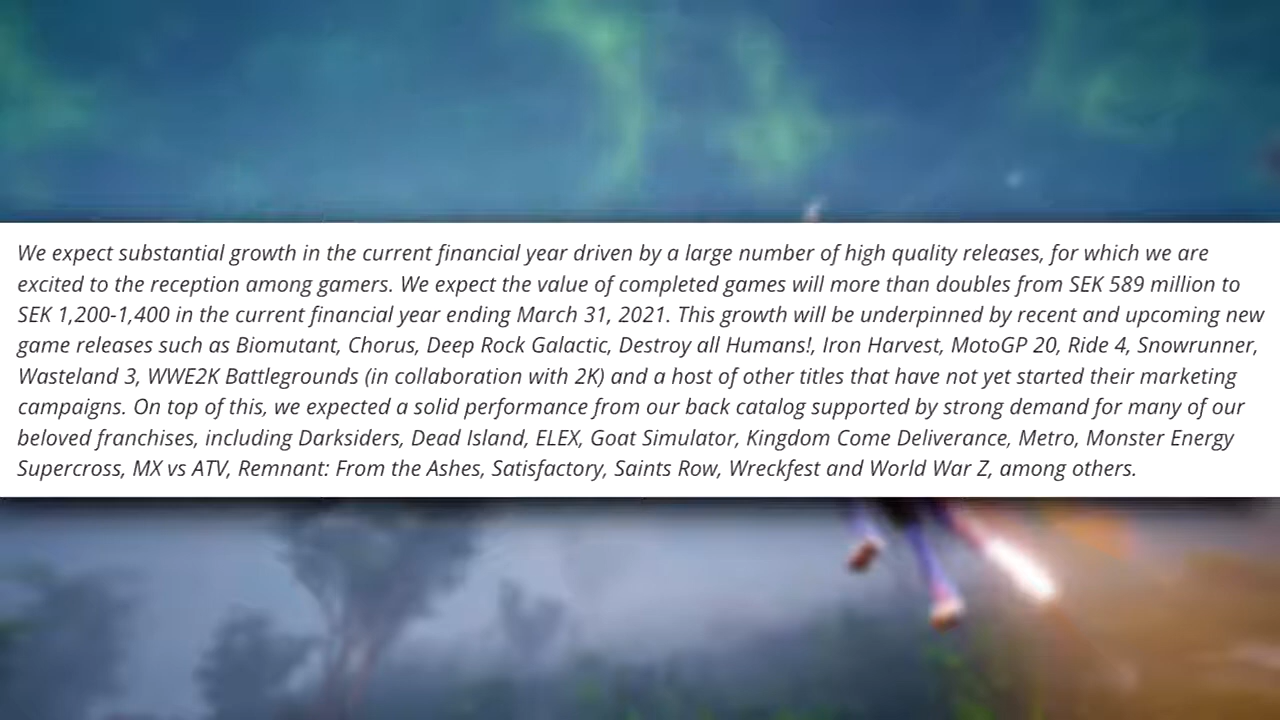 We expect substantial growth in the current financial year driven by a large number of high quality releases, for which we are
excited to the reception among gamers. We expect the value of completed games will more than doubles from SEK 589 million to
SEK 1,200-1,400 in the current financial year ending March 31, 2021. This growth will be underpinned by recent and upcoming new
game releases such as Biomutant, Chorus, Deep Rock Galactic, Destroy all Humans!, Iron Harvest, MotoGP 20, Ride 4, Snowrunner,
Wasteland 3, WWE2K Battlegrounds (in collaboration with 2K) and a host of other titles that have not yet started their marketing
campaigns. On top of this, we expected a solid performance from our back catalog supported by strong demand for many of our
beloved franchises, including Darksiders, Dead Island, ELEX, Goat Simulator, Kingdom Come Deliverance, Metro, Monster Energy
Supercross, MX vs ATV, Remnant: From the Ashes, Satisfactory, Saints Row, Wreckfest and World War Z, among others.